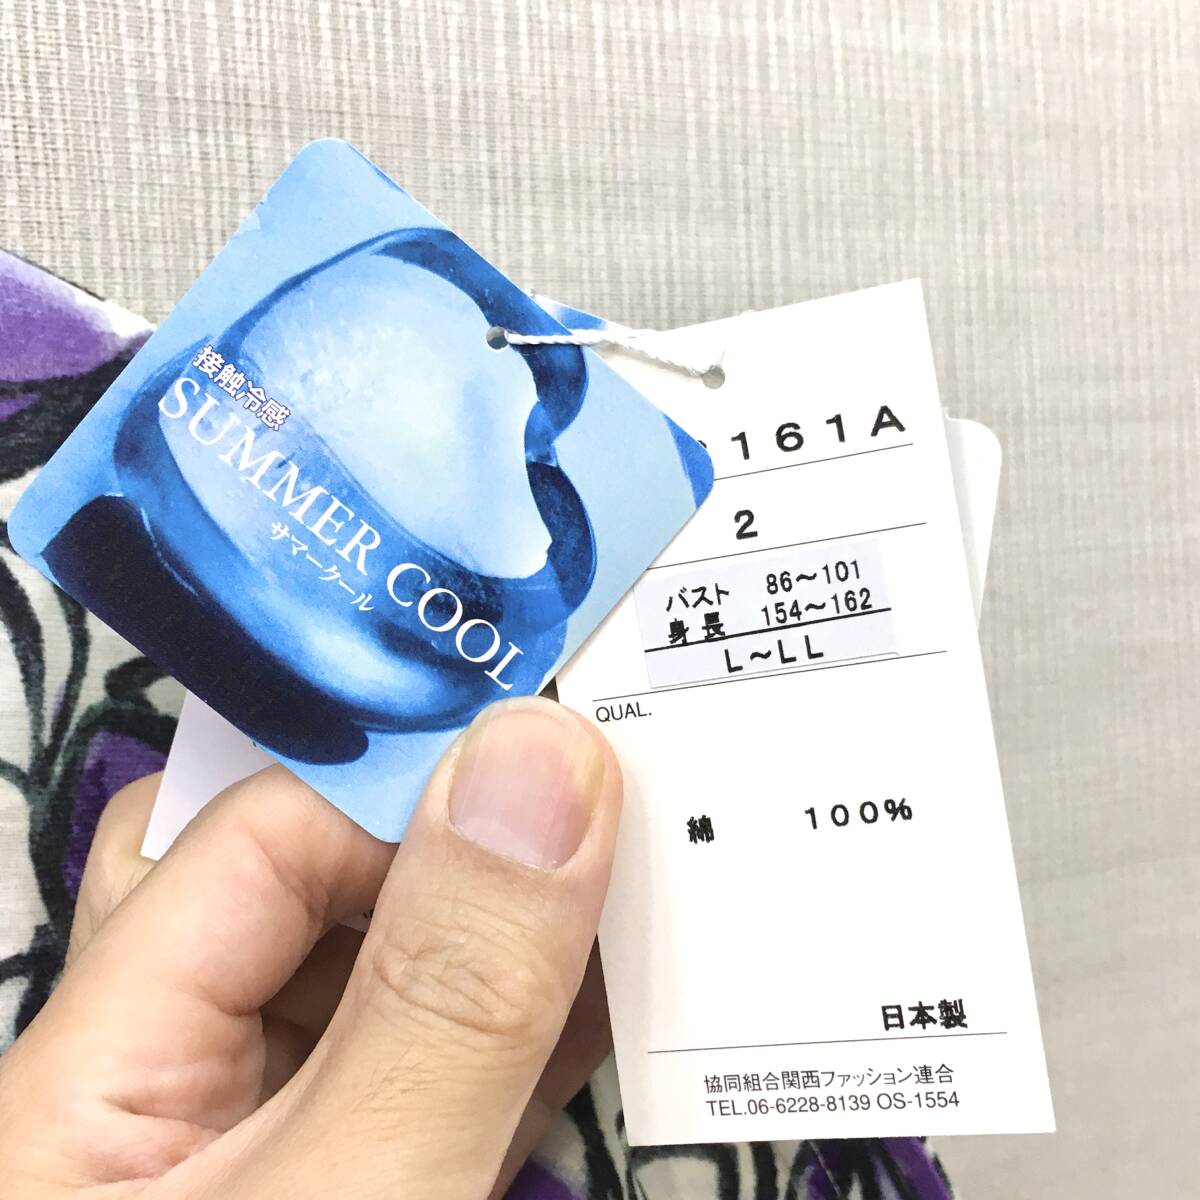 接触冷感
SUMMER COOL
サマークール
161A
2
バスト 86～101
身長 154～162
L～LL
QUAL.
綿 100%
日本製
協同組合関西ファッション連合
TEL.06-6228-8139 OS-1554